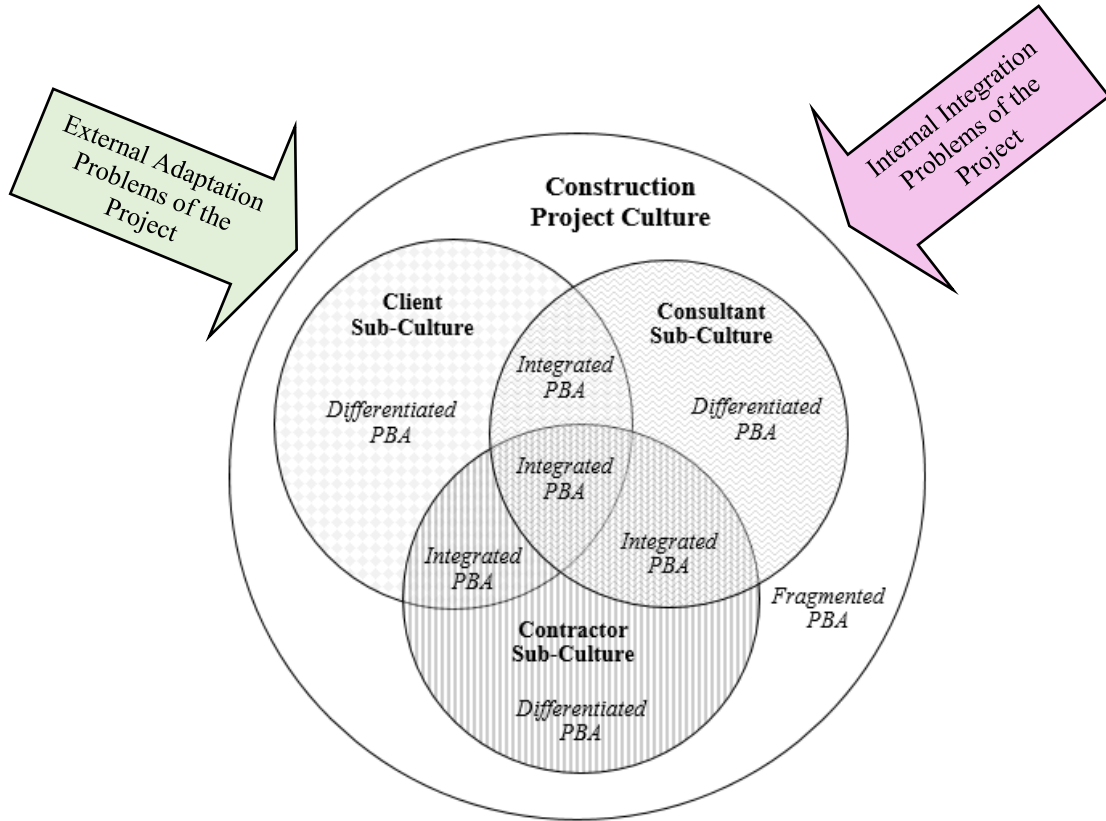 External Adaptation
Problems of the
Project
Internal Integration
Problems of the
Project
Construction
Project Culture
Client
Sub-Culture
Consultant
Sub-Culture
Integrated
PBA
Differentiated
PBA
Differentiated
PBA
Integrated
PBA
Integrated
PBA
Integrated
PBA
Fragmented
PBA
Contractor
Sub-Culture
Differentiated
PBA